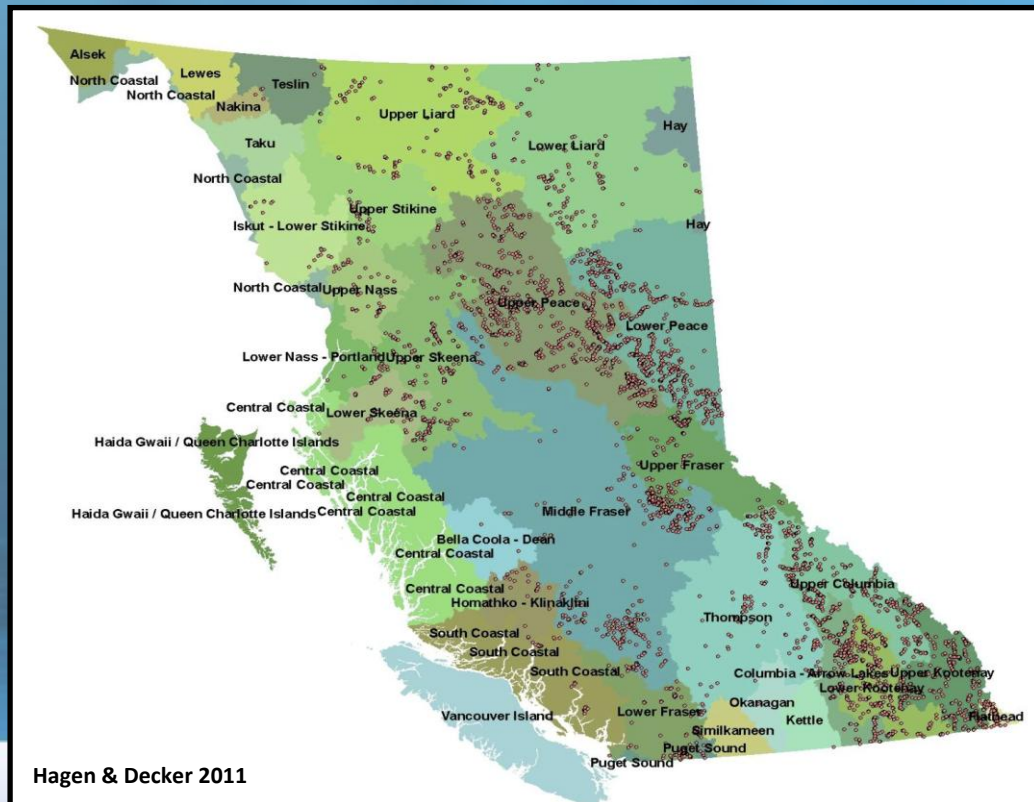 Alsek
North Coastal
Lewes
North Coastal
Teslin
Nakina
Upper Liard
Hay
Taku
Lower Liard
North Coastal
Upper Stikine
Iskut - Lower Stikine
Hay
North Coastal
Upper Nass
Upper Peace
Lower Peace
Lower Nass - Portland
Upper Skeena
Central Coastal
Lower Skeena
Haida Gwaii / Queen Charlotte Islands
Upper Fraser
Central Coastal
Central Coastal
Central Coastal
Haida Gwaii / Queen Charlotte Islands
Central Coastal
Middle Fraser
Bella Coola - Dean
Central Coastal
Central Coastal
Upper Columbia
Homathko - Klinaklini
Thompson
South Coastal
South Coastal
South Coastal
Columbia - Arrow Lakes
Upper Kootenay
Lower Kootenay
Okanagan
Vancouver Island
Lower Fraser
Kettle
Flathead
Similkameen
Puget Sound
Puget Sound
Hagen & Decker 2011